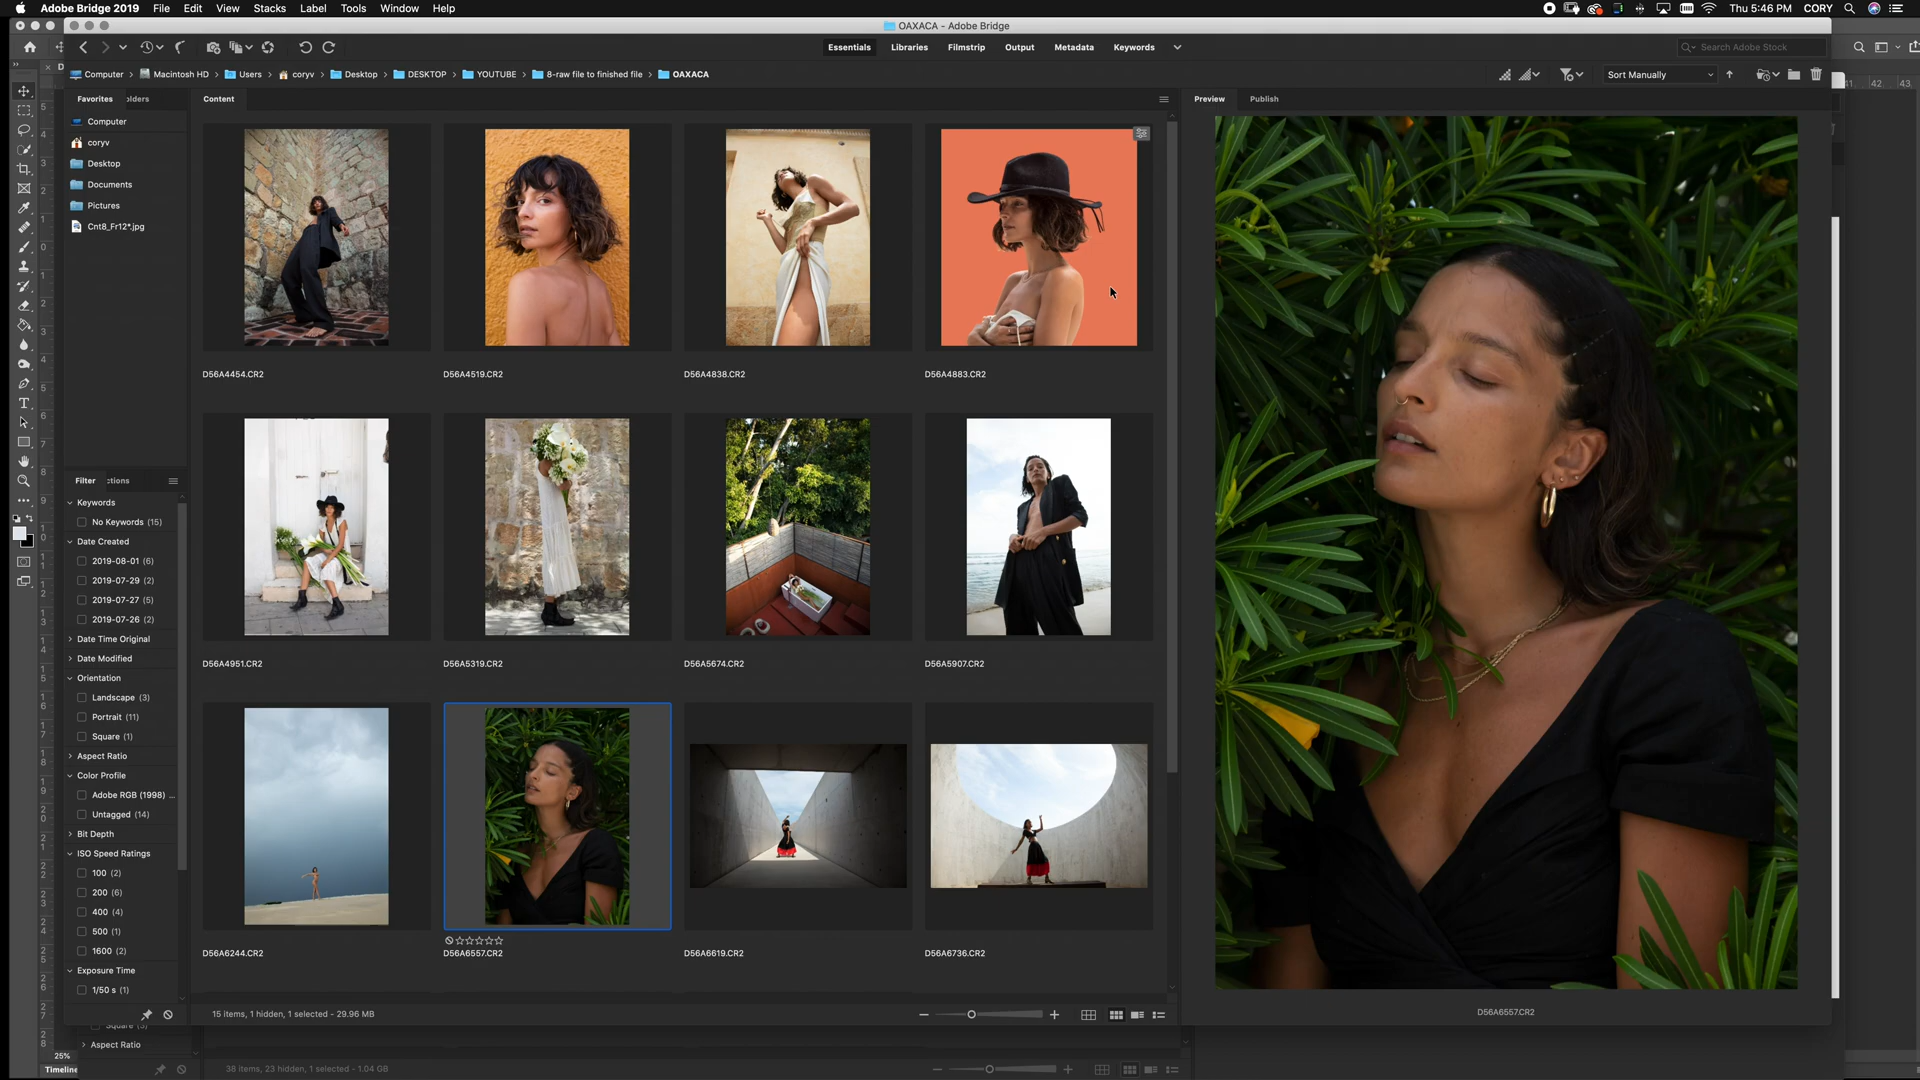 Adobe Bridge 2019 File Edit View Stacks Label Tools Window Help Thu 5:46 PM CORY
OAXACA - Adobe Bridge
Essentials Libraries Filmstrip Output Metadata Keywords Search Adobe Stock
Computer Macintosh HD Users coryv Desktop DESKTOP YOUTUBE 8-raw file to finished file OAXACA Sort Manually
Favorites olders Content Preview Publish
Computer
coryv
Desktop
Documents
Pictures
Cnt8_Fr12*.jpg
D56A4454.CR2 D56A4519.CR2 D56A4838.CR2 D56A4883.CR2
Filter ctions
Keywords
No Keywords (15)
Date Created
2019-08-01 (6)
2019-07-29 (2)
2019-07-27 (5)
2019-07-26 (2)
Date Time Original
Date Modified
D56A4951.CR2 D56A5319.CR2 D56A5674.CR2 D56A5907.CR2
Orientation
Landscape (3)
Portrait (11)
Square (1)
Aspect Ratio
Color Profile
Adobe RGB (1998) ...
Untagged (14)
Bit Depth
ISO Speed Ratings
100 (2)
200 (6)
400 (4)
500 (1)
1600 (2)
D56A6244.CR2 D56A6557.CR2 D56A6619.CR2 D56A6736.CR2
Exposure Time
1/50 s (1)
15 items, 1 hidden, 1 selected - 29.96 MB D56A6557.CR2
Aspect Ratio
25%
Timeline 38 items, 23 hidden, 1 selected - 1.04 GB
41. 42. 43.